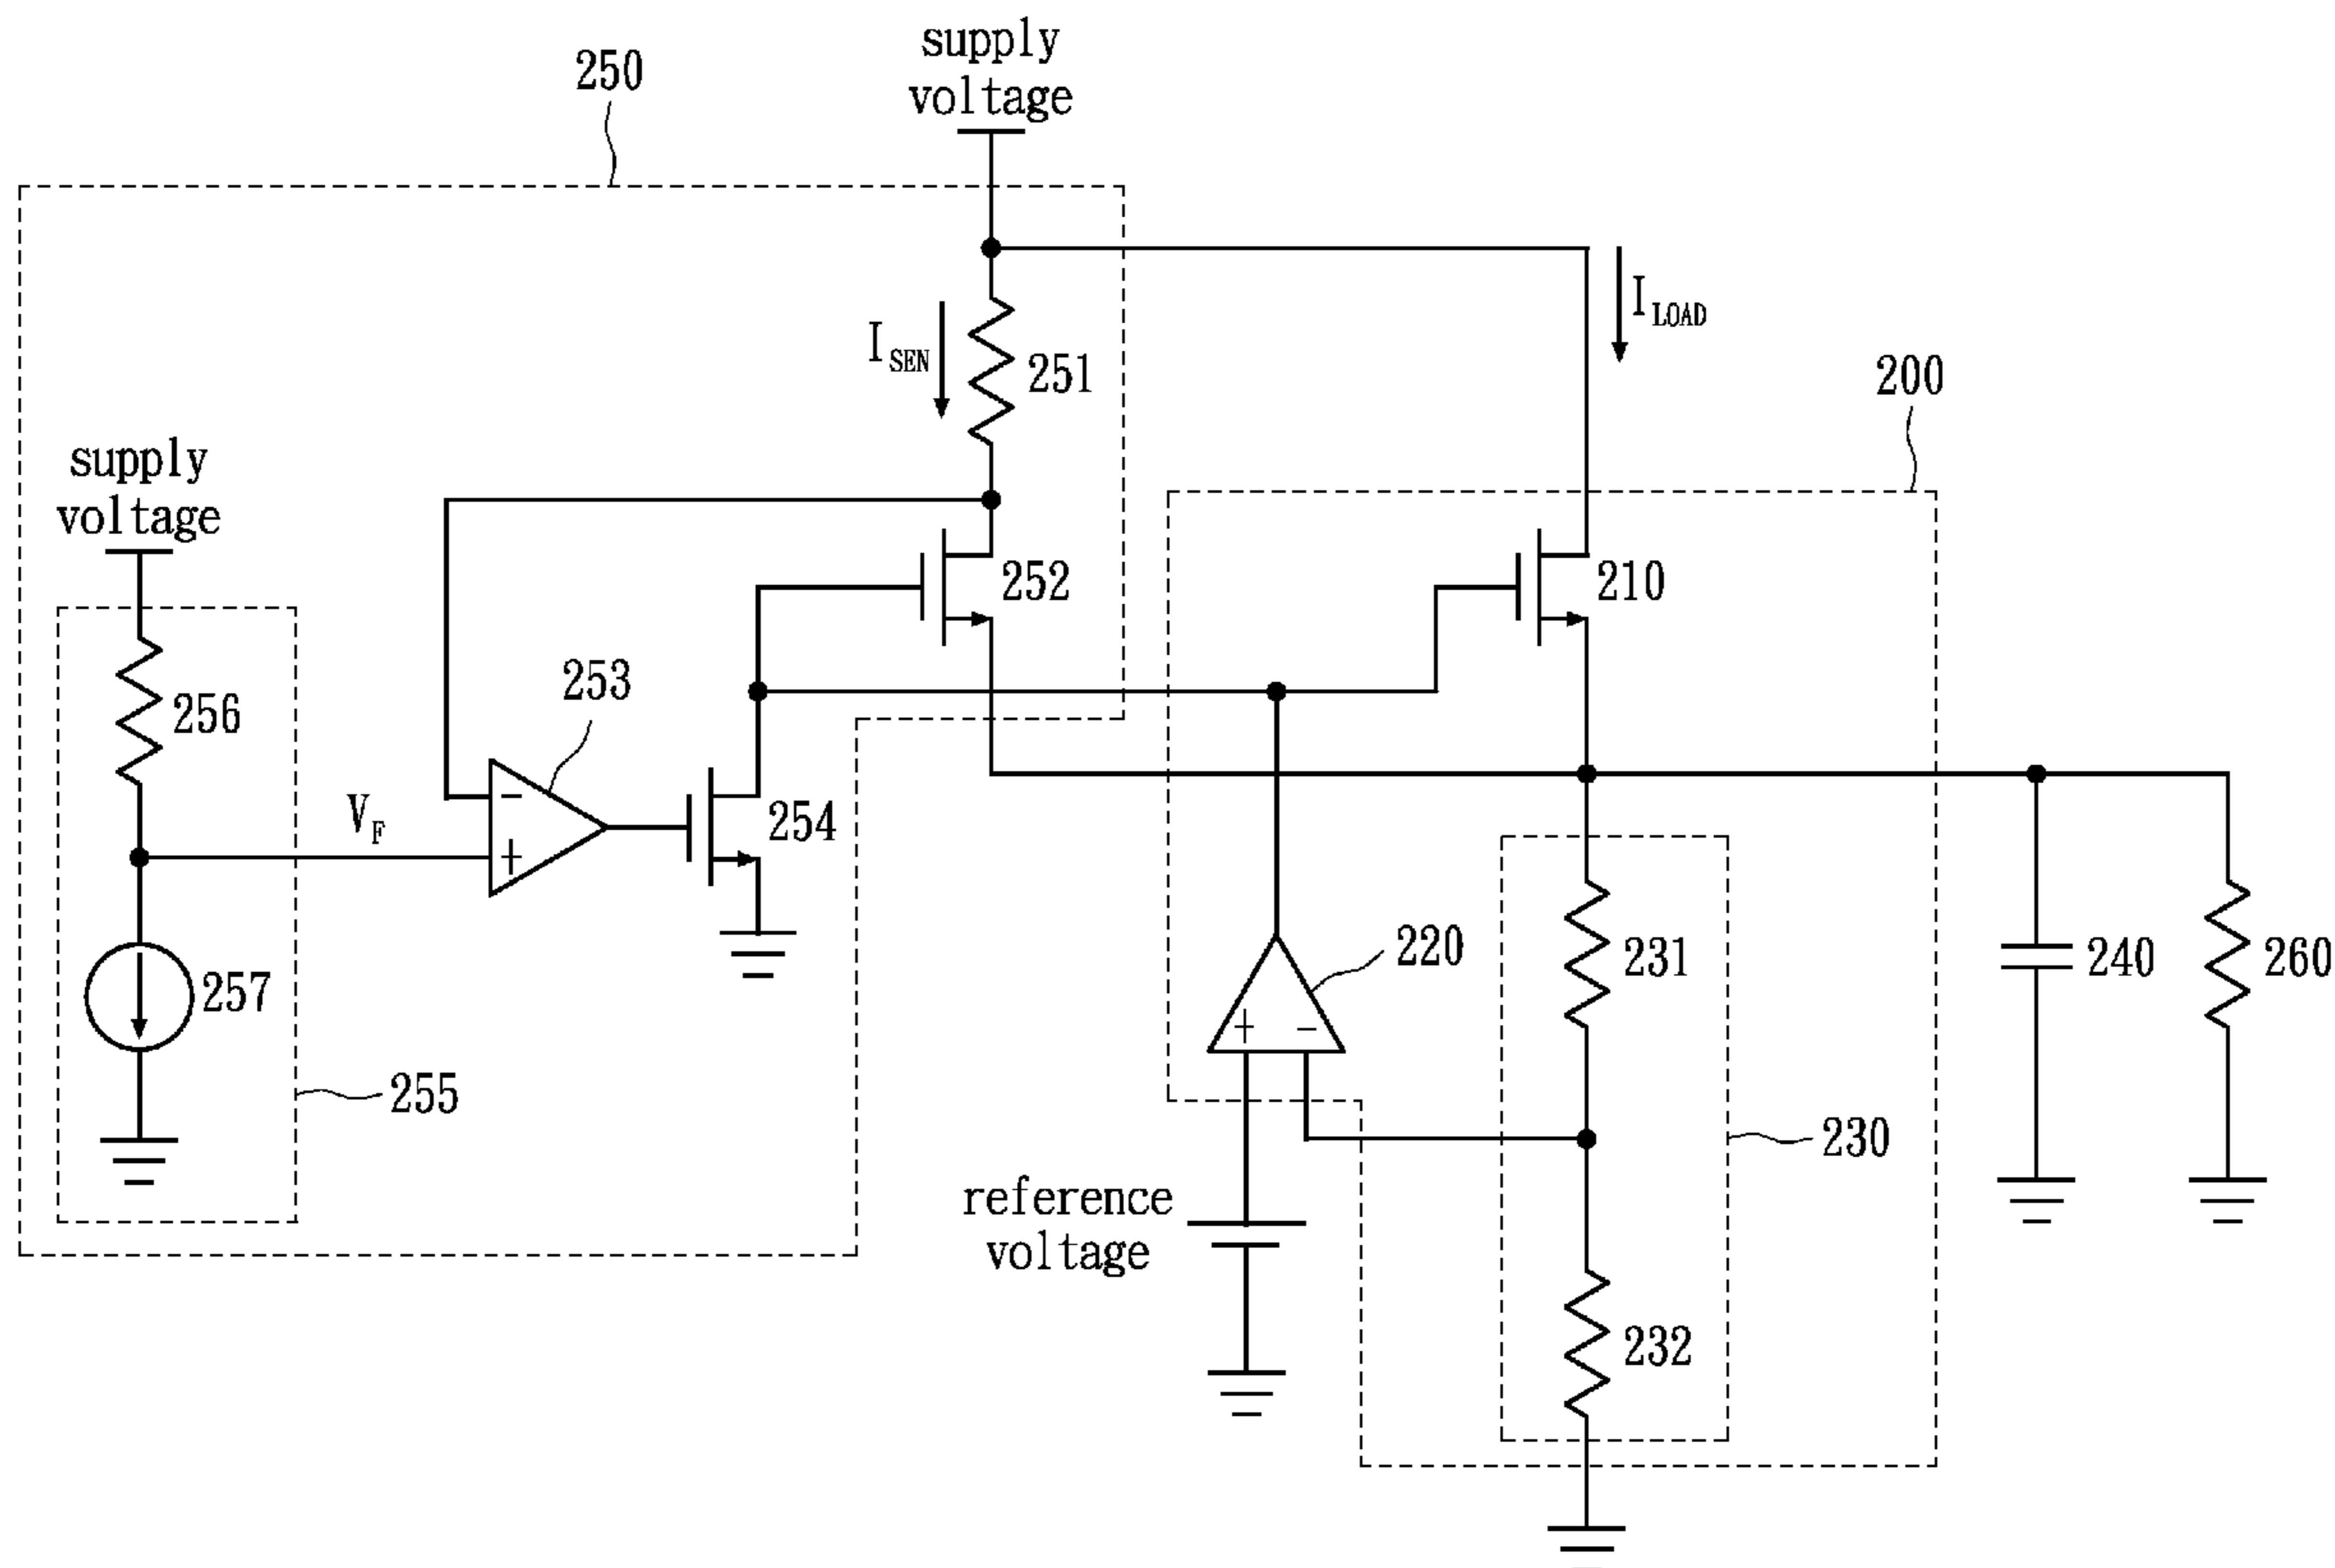 supply
voltage
250
I_LOAD
I_SEN
251
200
supply
voltage
252
210
253
256
V_F
254
220
231
240
260
257
255
230
reference
voltage
232
+
-
+
-